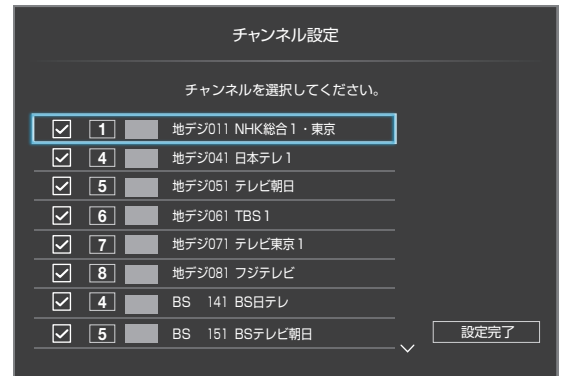 チャンネル設定
チャンネルを選択してください。
1 地デジ011 NHK総合1・東京
4 地デジ041 日本テレ1
5 地デジ051 テレビ朝日
6 地デジ061 TBS1
7 地デジ071 テレビ東京1
8 地デジ081 フジテレビ
4 BS 141 BS日テレ
5 BS 151 BSテレビ朝日
設定完了